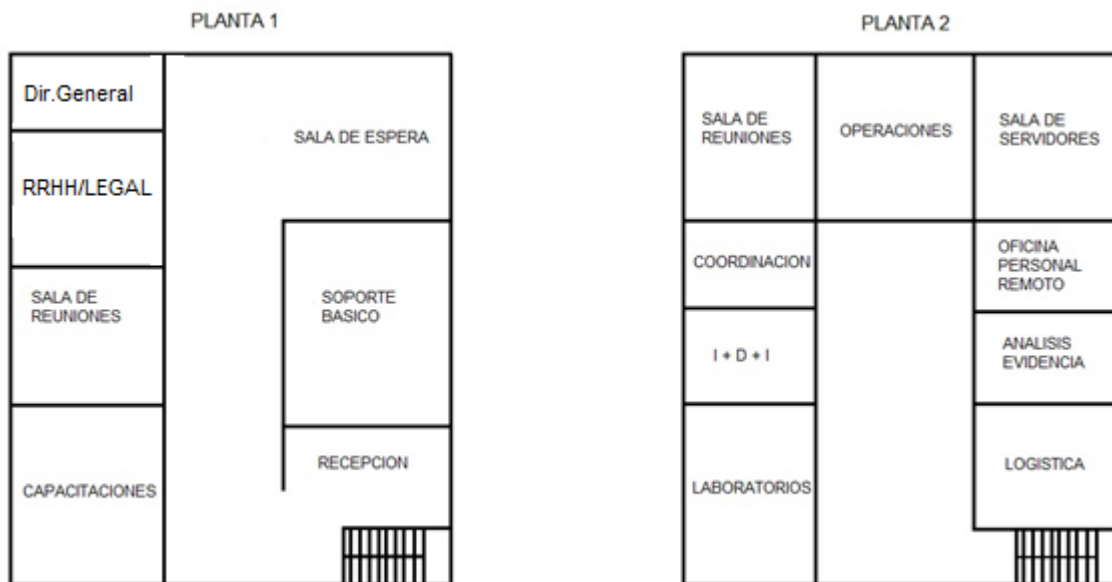 PLANTA 1
Dir.General
SALA DE ESPERA
RRHH/LEGAL
SALA DE
REUNIONES
SOPORTE
BASICO
RECEPCION
CAPACITACIONES
PLANTA 2
SALA DE
REUNIONES
OPERACIONES
SALA DE
SERVIDORES
COORDINACION
OFICINA
PERSONAL
REMOTO
I + D + I
ANALISIS
EVIDENCIA
LABORATORIOS
LOGISTICA